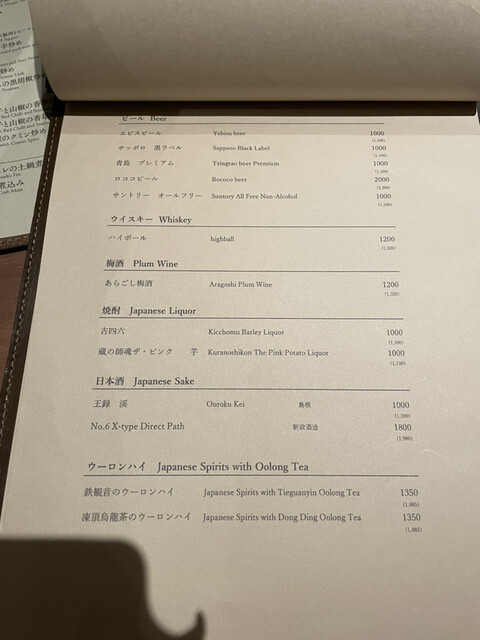 ビール Beer
エビスビール Yebisu beer 1000
(1,100)
サッポロ 黒ラベル Sapporo Black Label 1000
(1,100)
青島 プレミアム Tsingtao beer Premium 1000
(1,100)
ロココビール Rococo beer 2000
(2,200)
サントリー オールフリー Suntory All Free Non-Alcohol 1000
(1,100)
ウイスキー Whiskey
ハイボール highball 1200
(1,320)
梅酒 Plum Wine
あらごし梅酒 Aragoshi Plum Wine 1200
(1,320)
焼酎 Japanese Liquor
吉四六 Kicchomu Barley Liquor 1000
(1,100)
蔵の師魂ザ・ピンク 芋 Kuranoshikon The Pink Potato Liquor 1000
(1,100)
日本酒 Japanese Sake
王録 渓 Ouroku Kei 島根 1000
(1,100)
No.6 X-type Direct Path 新政酒造 1800
(1,980)
ウーロンハイ Japanese Spirits with Oolong Tea
鉄観音のウーロンハイ Japanese Spirits with Tieguanyin Oolong Tea 1350
(1,485)
凍頂烏龍茶のウーロンハイ Japanese Spirits with Dong Ding Oolong Tea 1350
(1,485)